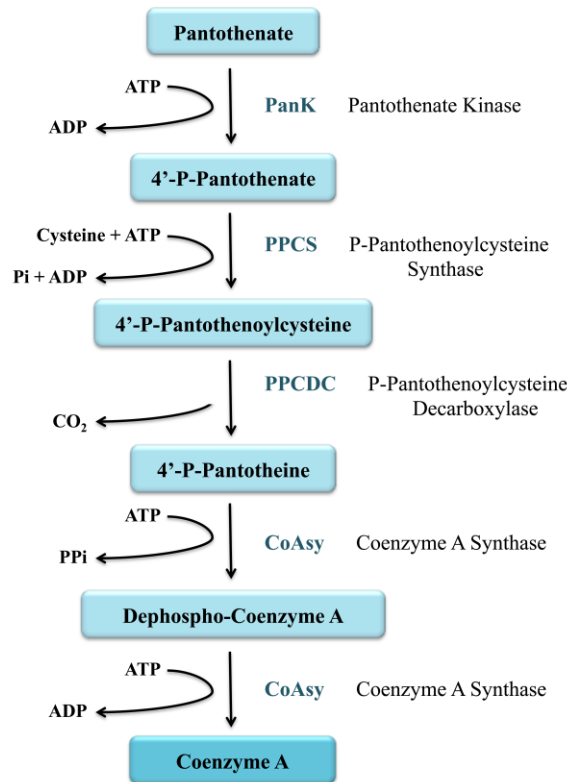 Pantothenate
ATP
PanK Pantothenate Kinase
ADP
4’-P-Pantothenate
Cysteine + ATP
PPCS P-Pantothenoylcysteine
Synthase
Pi + ADP
4’-P-Pantothenoylcysteine
PPCDC P-Pantothenoylcysteine
Decarboxylase
CO₂
4’-P-Pantotheine
ATP
CoAsy Coenzyme A Synthase
PPi
Dephospho-Coenzyme A
ATP
CoAsy Coenzyme A Synthase
ADP
Coenzyme A